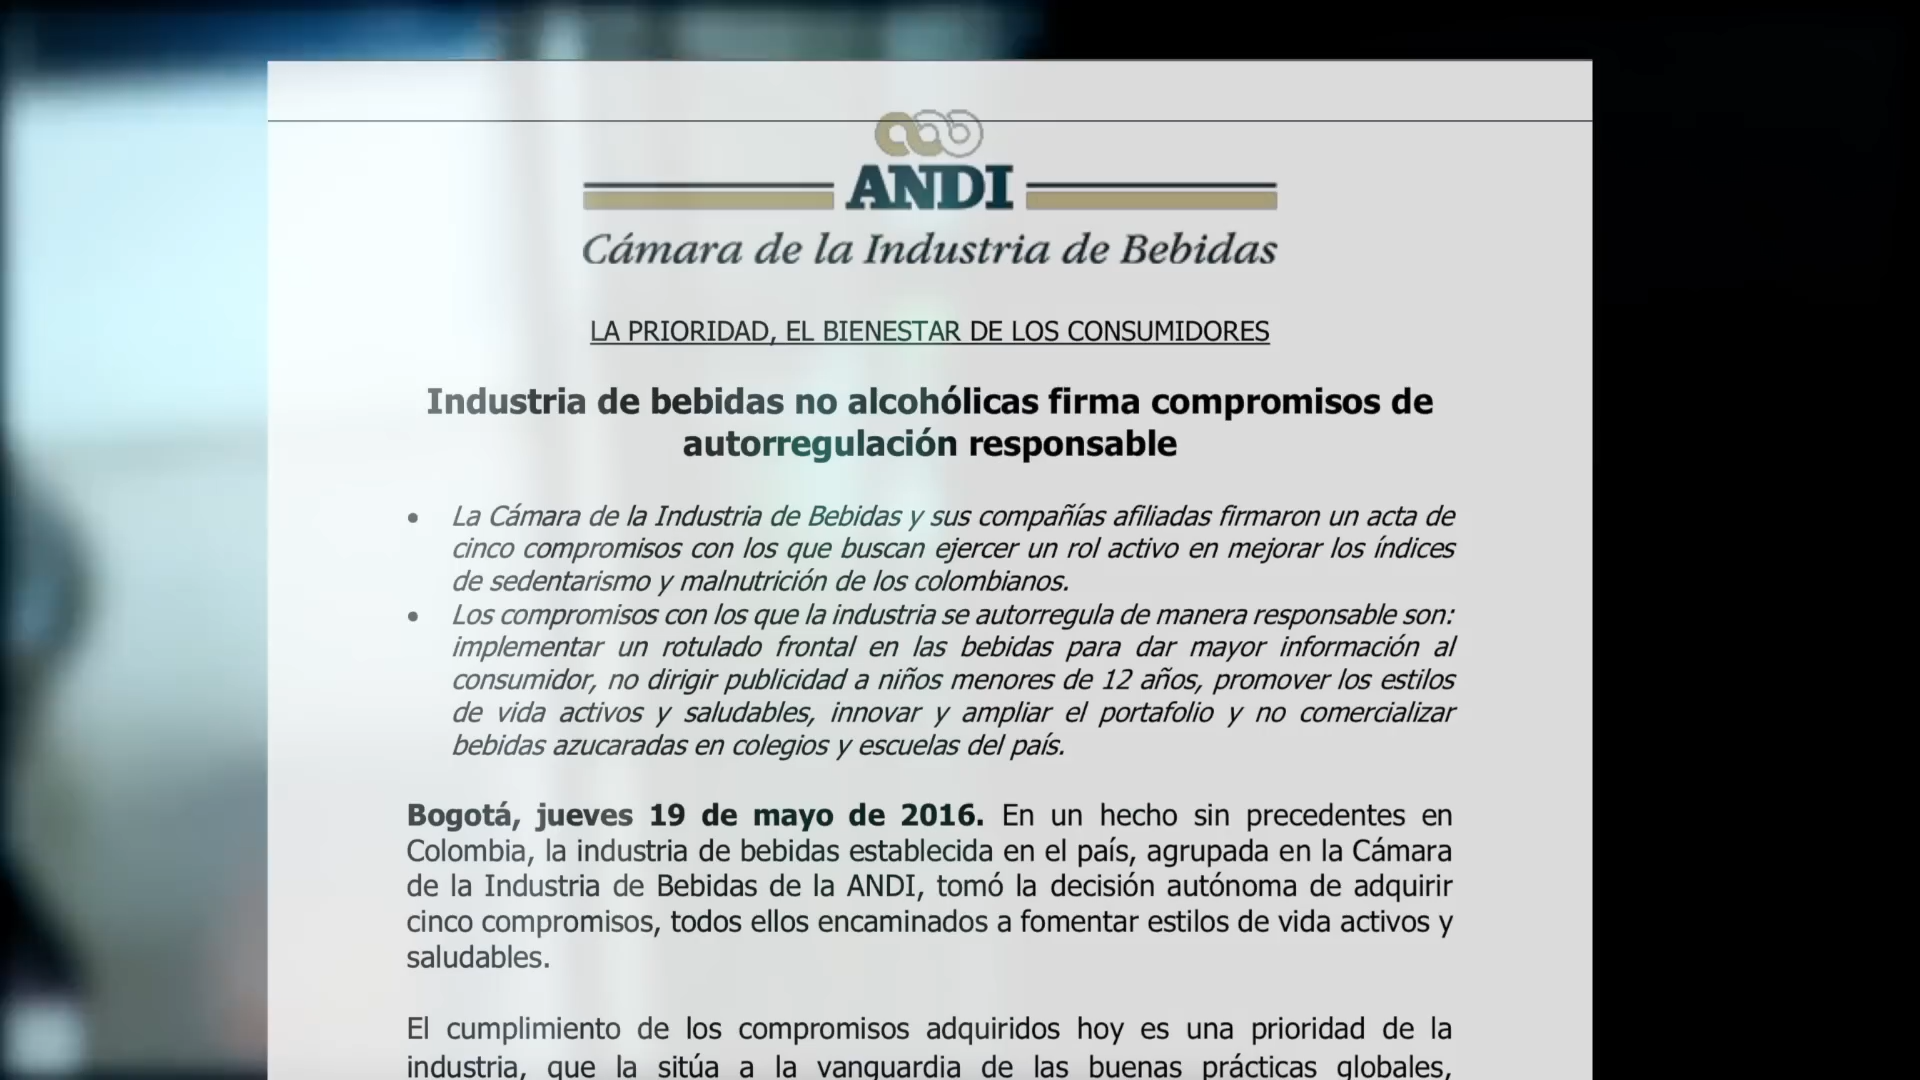 ANDI
Cámara de la Industria de Bebidas
LA PRIORIDAD, EL BIENESTAR DE LOS CONSUMIDORES
Industria de bebidas no alcohólicas firma compromisos de
autorregulación responsable
• La Cámara de la Industria de Bebidas y sus compañías afiliadas firmaron un acta de
cinco compromisos con los que buscan ejercer un rol activo en mejorar los índices
de sedentarismo y malnutrición de los colombianos.
• Los compromisos con los que la industria se autorregula de manera responsable son:
implementar un rotulado frontal en las bebidas para dar mayor información al
consumidor, no dirigir publicidad a niños menores de 12 años, promover los estilos
de vida activos y saludables, innovar y ampliar el portafolio y no comercializar
bebidas azucaradas en colegios y escuelas del país.
Bogotá, jueves 19 de mayo de 2016. En un hecho sin precedentes en
Colombia, la industria de bebidas establecida en el país, agrupada en la Cámara
de la Industria de Bebidas de la ANDI, tomó la decisión autónoma de adquirir
cinco compromisos, todos ellos encaminados a fomentar estilos de vida activos y
saludables.
El cumplimiento de los compromisos adquiridos hoy es una prioridad de la
industria, que la sitúa a la vanguardia de las buenas prácticas globales,